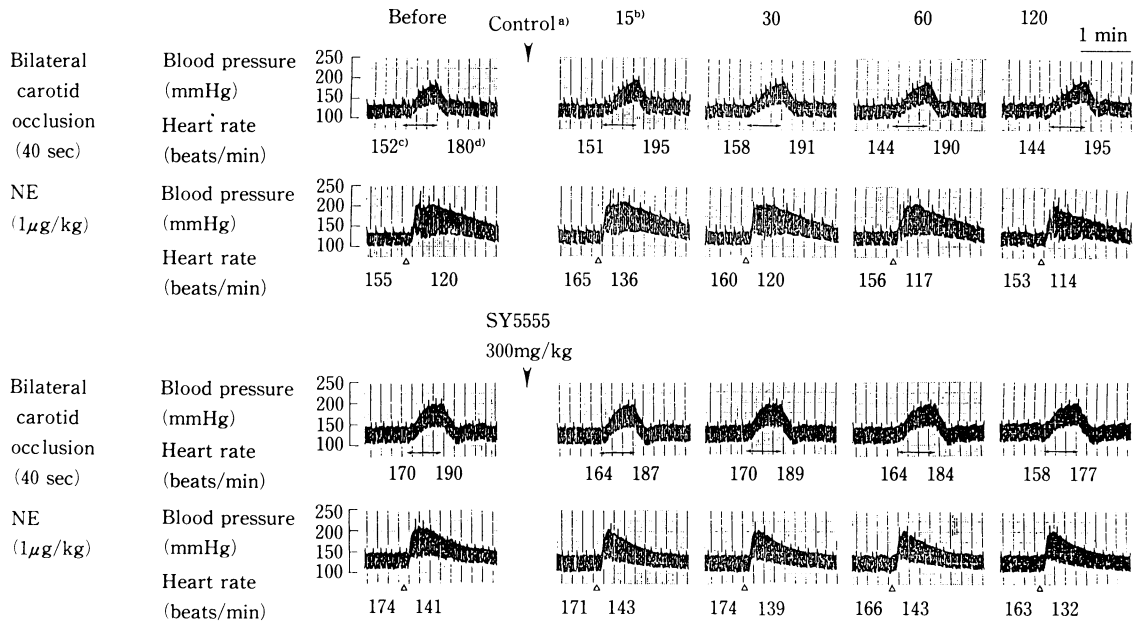 Before Control a) 15 b) 30 60 120
1 min
Bilateral carotid occlusion (40 sec)
Blood pressure (mmHg)
250
200
150
100
Heart rate (beats/min)
152 c) 180 d) 151 195 158 191 144 190 144 195
NE (1μg/kg)
Blood pressure (mmHg)
250
200
150
100
Heart rate (beats/min)
155 120 165 136 160 120 156 117 153 114
SY5555
300mg/kg
Bilateral carotid occlusion (40 sec)
Blood pressure (mmHg)
250
200
150
100
Heart rate (beats/min)
170 190 164 187 170 189 164 184 158 177
NE (1μg/kg)
Blood pressure (mmHg)
250
200
150
100
Heart rate (beats/min)
174 141 171 143 174 139 166 143 163 132